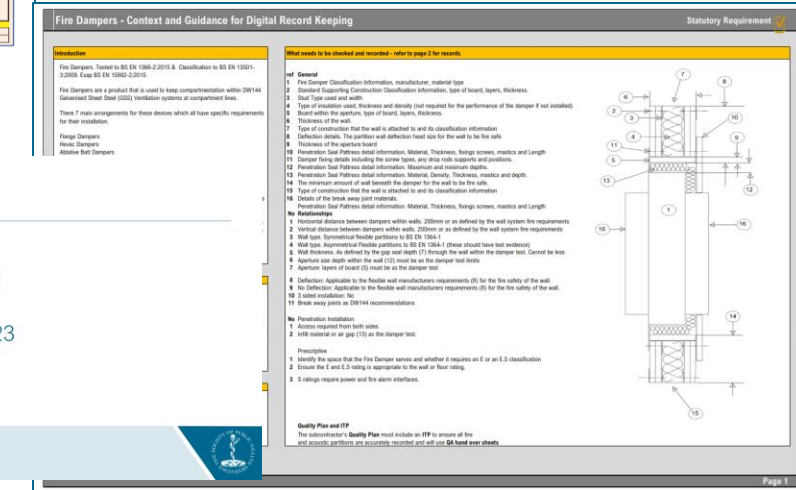 Fire Dampers - Context and Guidance for Digital Record Keeping
Statutory Requirement
Introduction
Fire Dampers. Tested to BS EN 1366-2:2015 & Classification to BS EN 13501-
3:2009. Exap BS EN 15882-2:2015
Fire Dampers are a product that is used to keep compartmentation within DW144
Galvanised Sheet Steel (GSS) Ventilation systems at compartment lines.
There 7 main arrangements for these devices which all have specific requirements
for their installation.
Flange Dampers
Hevac Dampers
Ablative Batt Dampers
23
What needs to be checked and recorded - refer to page 2 for records
ref General
1 Fire Damper Classification Information, manufacturer, material type
2 Standard Supporting Construction Classification information, type of board, layers, thickness.
3 Stud Type used and width
4 Type of insulation used, thickness and density (not required for the performance of the damper if not installed)
5 Board within the aperture, type of board, layers, thickness.
6 Thickness of the wall.
7 Type of construction that the wall is attached to and its classification information
8 Deflection details. The partition wall deflection head size for the wall to be fire safe
9 Thickness of the aperture board
10 Penetration Seal Pattress detail information. Material, Thickness, fixings screws, mastics and Length
11 Damper fixing details including the screw types, any drop rods supports and positions.
12 Penetration Seal Pattress detail information. Maximum and minimum depths.
13 Penetration Seal Pattress detail information. Material, Density, Thickness, mastics and depth.
14 The minimum amount of wall beneath the damper for the wall to be fire safe.
15 Type of construction that the wall is attached to and its classification information
16 Details of the break away joint materials.
Penetration Seal Pattress detail information. Material, Thickness, fixings screws, mastics and Length
No Relationships
1 Horizontal distance between dampers within walls. 200mm or as defined by the wall system fire requirements
2 Vertical distance between dampers within walls. 200mm or as defined by the wall system fire requirements
3 Wall type. Symmetrical Flexible partitions to BS EN 1364-1
4 Wall type. Asymmetrical Flexible partitions to BS EN 1364-1 (these should have test evidence)
5 Wall thickness. As defined by the gap seal depth (7) through the wall within the damper test. Cannot be less
6 Aperture size depth within the wall (12) must be as the damper test limits
7 Aperture: layers of board (5) must be as the damper test
8 Deflection: Applicable to the flexible wall manufacturers requirements (8) for the fire safety of the wall.
9 No Deflection: Applicable to the flexible wall manufacturers requirements (8) for the fire safety of the wall.
10 3 sided installation: No
11 Break away joints as DW144 recommendations
No Penetration Installation
1 Access required from both sides
2 Infill material or air gap (13) as the damper test.
Prescriptive
1 Identify the space that the Fire Damper serves and whether it requires an E or an E.S classification
2 Ensure the E and E.S rating is appropriate to the wall or floor rating.
3 S ratings require power and fire alarm interfaces.
Quality Plan and ITP
The subcontractor's Quality Plan must include an ITP to ensure all fire
and acoustic partitions are accurately recorded and will use QA hand over sheets
7
6
8
2
3
10
4
9
11
5
12
13
1
16
16
14
15
Page 1